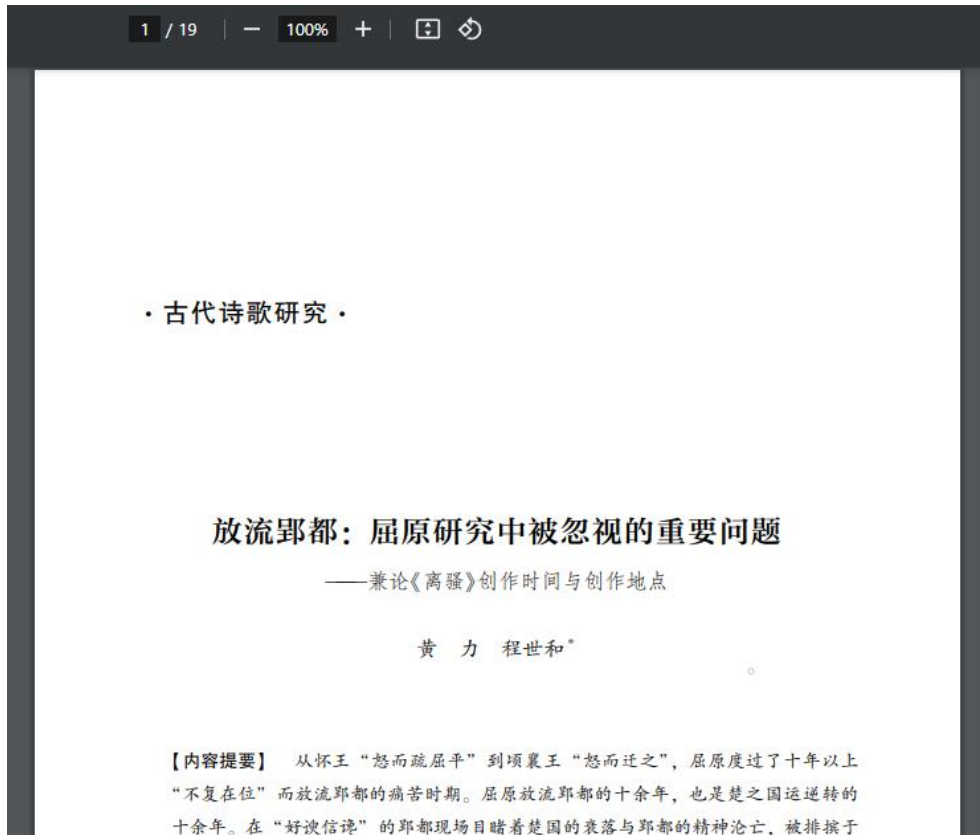 1 / 19 100%
· 古代诗歌研究 ·
放流郢都：屈原研究中被忽视的重要问题
——兼论《离骚》创作时间与创作地点
黄 力 程世和*
【内容提要】 从怀王“怒而疏屈平”到顷襄王“怒而迁之”，屈原度过了十年以上
“不复在位”而放流郢都的痛苦时期。屈原放流郢都的十余年，也是楚之国运逆转的
十余年。在“好谀信谗”的郢都现场目睹着楚国的衰落与郢都的精神沦亡，被排摈于